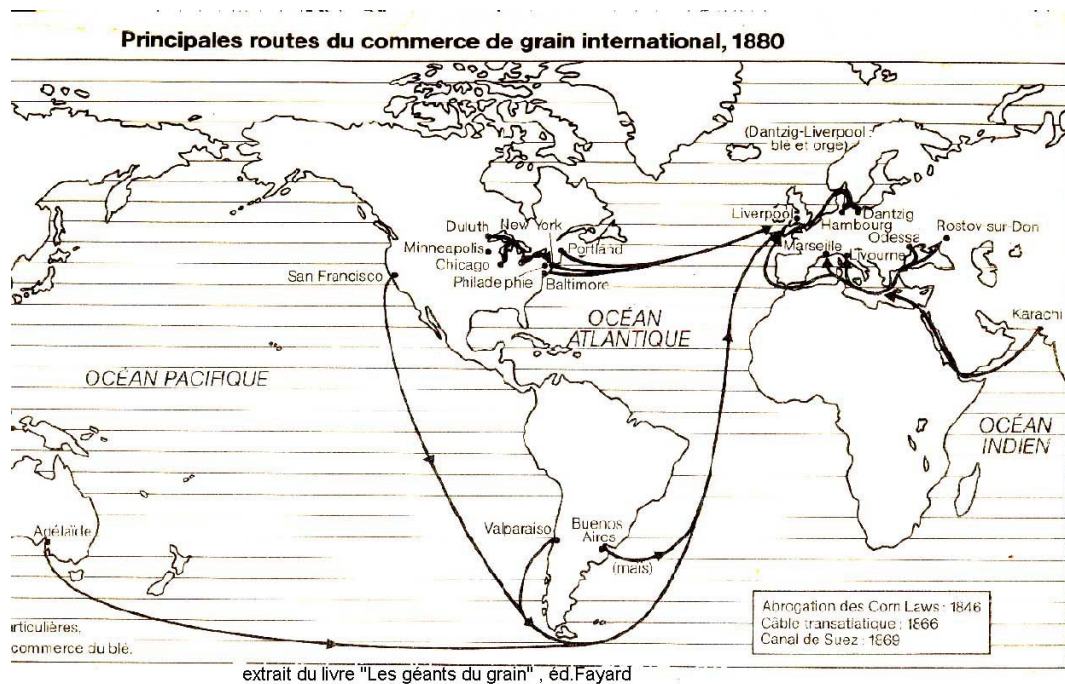 Principales routes du commerce de grain international, 1880
(Dantzig-Liverpool :
blé et orge)
Duluth
New York
Minneapolis
Portland
Chicago
San Francisco
Philadelphie
Baltimore
Liverpool
Dantzig
Hambourg
Odessa
Rostov-sur-Don
Marseille
Livourne
Karachi
OCÉAN
ATLANTIQUE
OCÉAN PACIFIQUE
OCÉAN
INDIEN
Adélaïde
Valparaiso
Buenos
Aires
(maïs)
Abrogation des Corn Laws : 1846
Câble transatlatique : 1866
Canal de Suez : 1869
articulières.
commerce du blé.
extrait du livre "Les géants du grain" , éd.Fayard